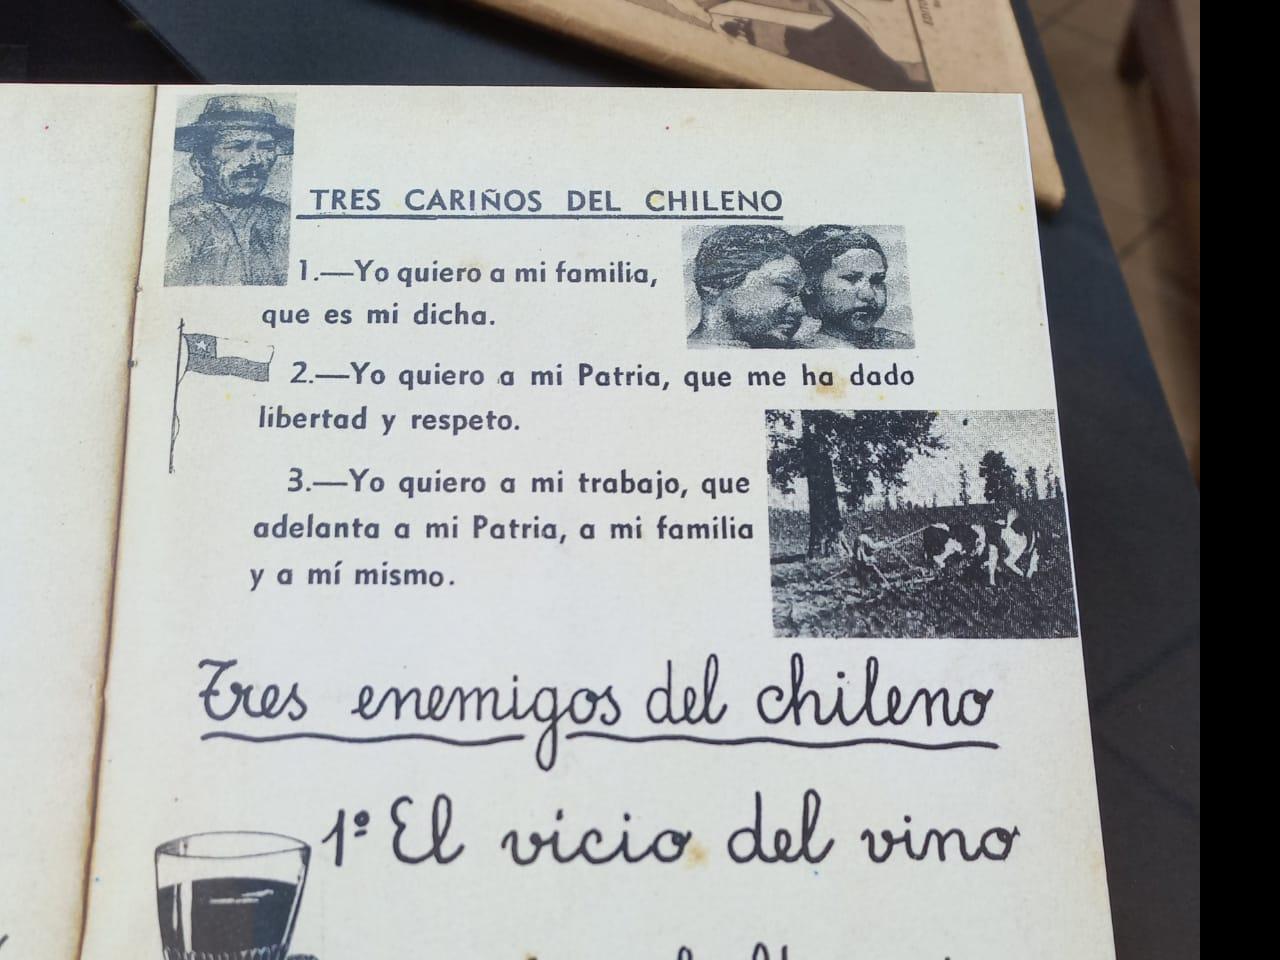 TRES CARIÑOS DEL CHILENO
1.—Yo quiero a mi familia,
que es mi dicha.
2.—Yo quiero a mi Patria, que me ha dado
libertad y respeto.
3.—Yo quiero a mi trabajo, que
adelanta a mi Patria, a mi familia
y a mí mismo.
Tres enemigos del chileno
1º El vicio del vino